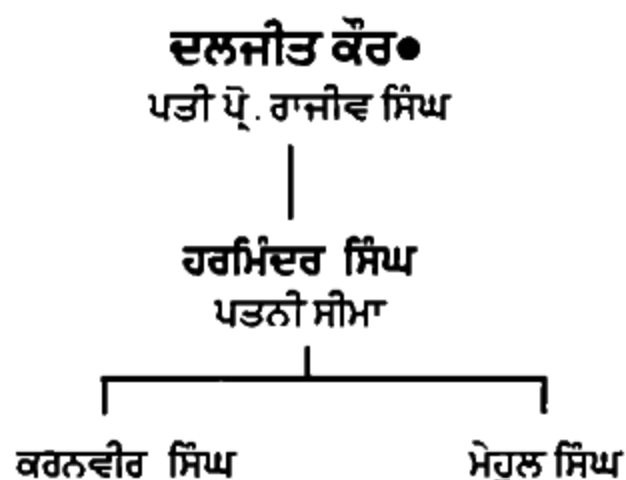 ਦਲਜੀਤ ਕੌਰ●
ਪਤੀ ਪ੍ਰੋ. ਰਾਜੀਵ ਸਿੰਘ
ਹਰਮਿੰਦਰ ਸਿੰਘ
ਪਤਨੀ ਸੀਮਾ
ਕਰਨਵੀਰ ਸਿੰਘ ਮੇਹੁਲ ਸਿੰਘ